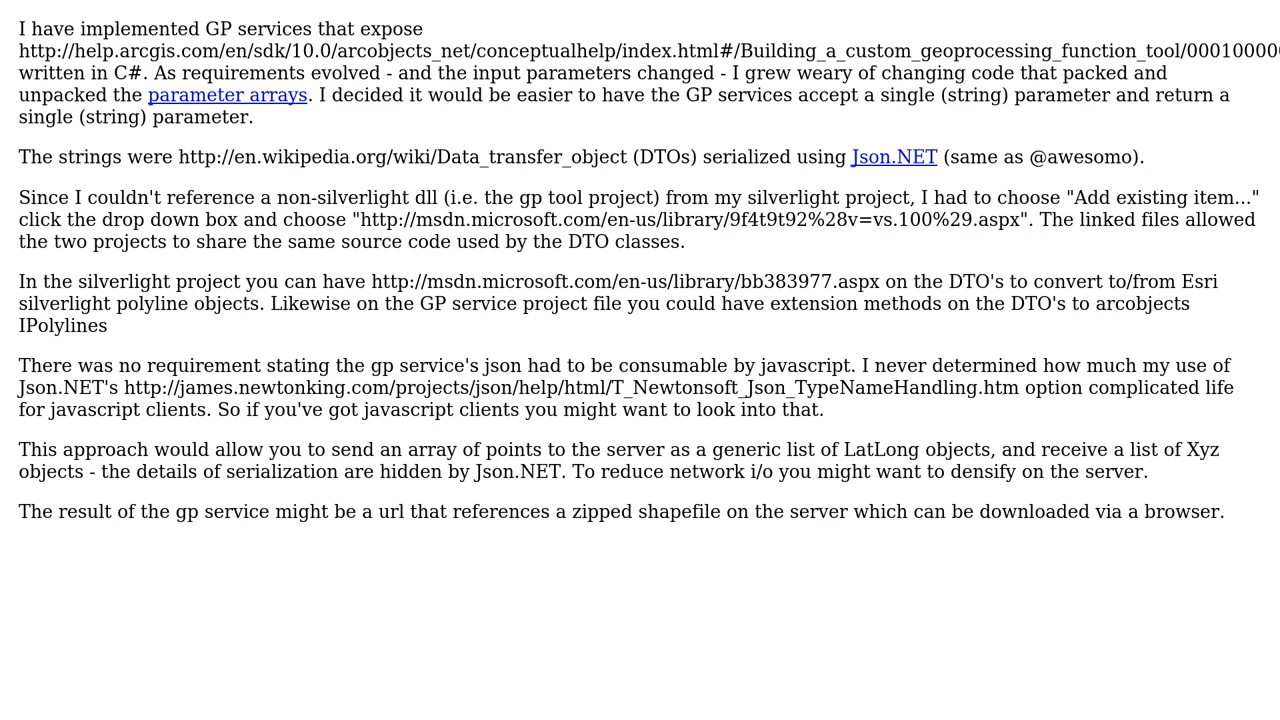 I have implemented GP services that expose
http://help.arcgis.com/en/sdk/10.0/arcobjects_net/conceptualhelp/index.html#/Building_a_custom_geoprocessing_function_tool/000100000
written in C#. As requirements evolved - and the input parameters changed - I grew weary of changing code that packed and
unpacked the parameter arrays. I decided it would be easier to have the GP services accept a single (string) parameter and return a
single (string) parameter.
The strings were http://en.wikipedia.org/wiki/Data_transfer_object (DTOs) serialized using Json.NET (same as @awesomo).
Since I couldn't reference a non-silverlight dll (i.e. the gp tool project) from my silverlight project, I had to choose "Add existing item..."
click the drop down box and choose "http://msdn.microsoft.com/en-us/library/9f4t9t92%28v=vs.100%29.aspx". The linked files allowed
the two projects to share the same source code used by the DTO classes.
In the silverlight project you can have http://msdn.microsoft.com/en-us/library/bb383977.aspx on the DTO's to convert to/from Esri
silverlight polyline objects. Likewise on the GP service project file you could have extension methods on the DTO's to arcobjects
IPolylines
There was no requirement stating the gp service's json had to be consumable by javascript. I never determined how much my use of
Json.NET's http://james.newtonking.com/projects/json/help/html/T_Newtonsoft_Json_TypeNameHandling.htm option complicated life
for javascript clients. So if you've got javascript clients you might want to look into that.
This approach would allow you to send an array of points to the server as a generic list of LatLong objects, and receive a list of Xyz
objects - the details of serialization are hidden by Json.NET. To reduce network i/o you might want to densify on the server.
The result of the gp service might be a url that references a zipped shapefile on the server which can be downloaded via a browser.